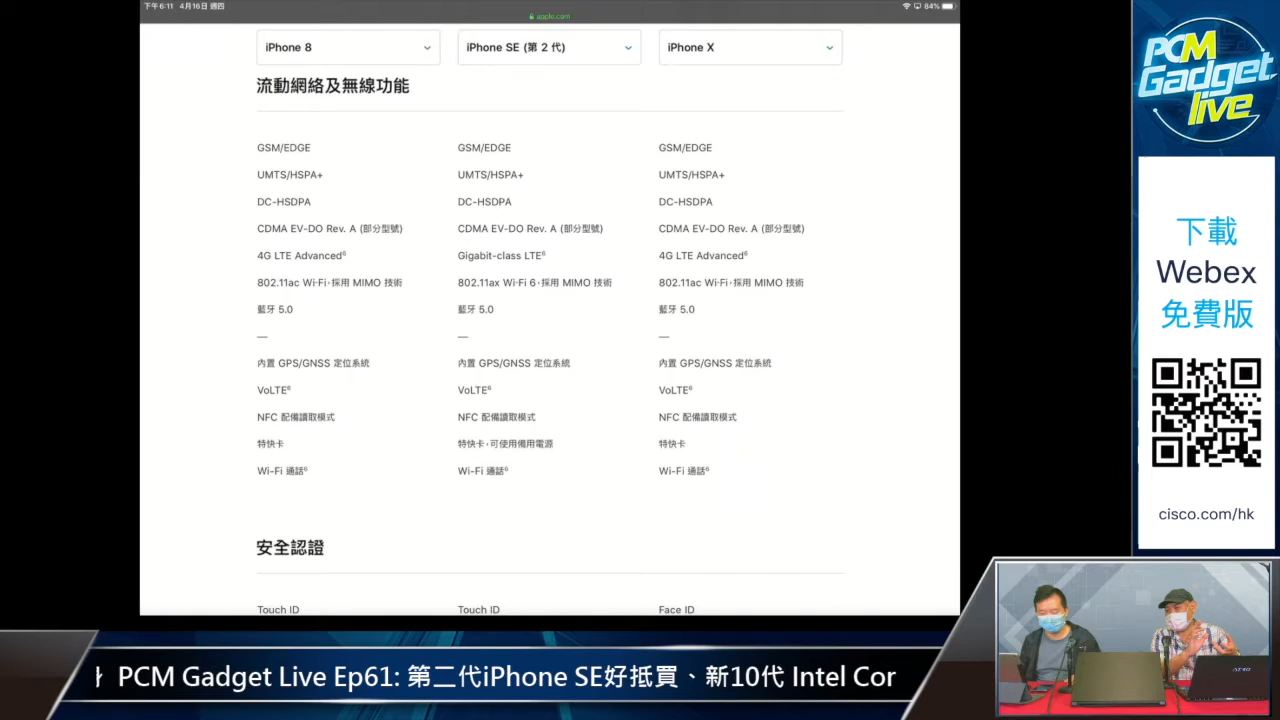 下午6:11 4月16日 週四
84%
apple.com
iPhone 8
iPhone SE (第 2 代)
iPhone X
流動網絡及無線功能
GSM/EDGE
GSM/EDGE
GSM/EDGE
UMTS/HSPA+
UMTS/HSPA+
UMTS/HSPA+
DC-HSDPA
DC-HSDPA
DC-HSDPA
CDMA EV-DO Rev. A (部分型號)
CDMA EV-DO Rev. A (部分型號)
CDMA EV-DO Rev. A (部分型號)
4G LTE Advanced⁶
Gigabit-class LTE⁶
4G LTE Advanced⁶
802.11ac Wi-Fi，採用 MIMO 技術
802.11ax Wi-Fi 6，採用 MIMO 技術
802.11ac Wi-Fi，採用 MIMO 技術
藍牙 5.0
藍牙 5.0
藍牙 5.0
—
—
—
內置 GPS/GNSS 定位系統
內置 GPS/GNSS 定位系統
內置 GPS/GNSS 定位系統
VoLTE⁶
VoLTE⁶
VoLTE⁶
NFC 配備讀取模式
NFC 配備讀取模式
NFC 配備讀取模式
特快卡
特快卡，可使用備用電源
特快卡
Wi-Fi 通話⁶
Wi-Fi 通話⁶
Wi-Fi 通話⁶
安全認證
Touch ID
Touch ID
Face ID
PCM
Gadget
live
下載
Webex
免費版
cisco.com/hk
PCM Gadget Live Ep61: 第二代iPhone SE好抵買、新10代 Intel Cor